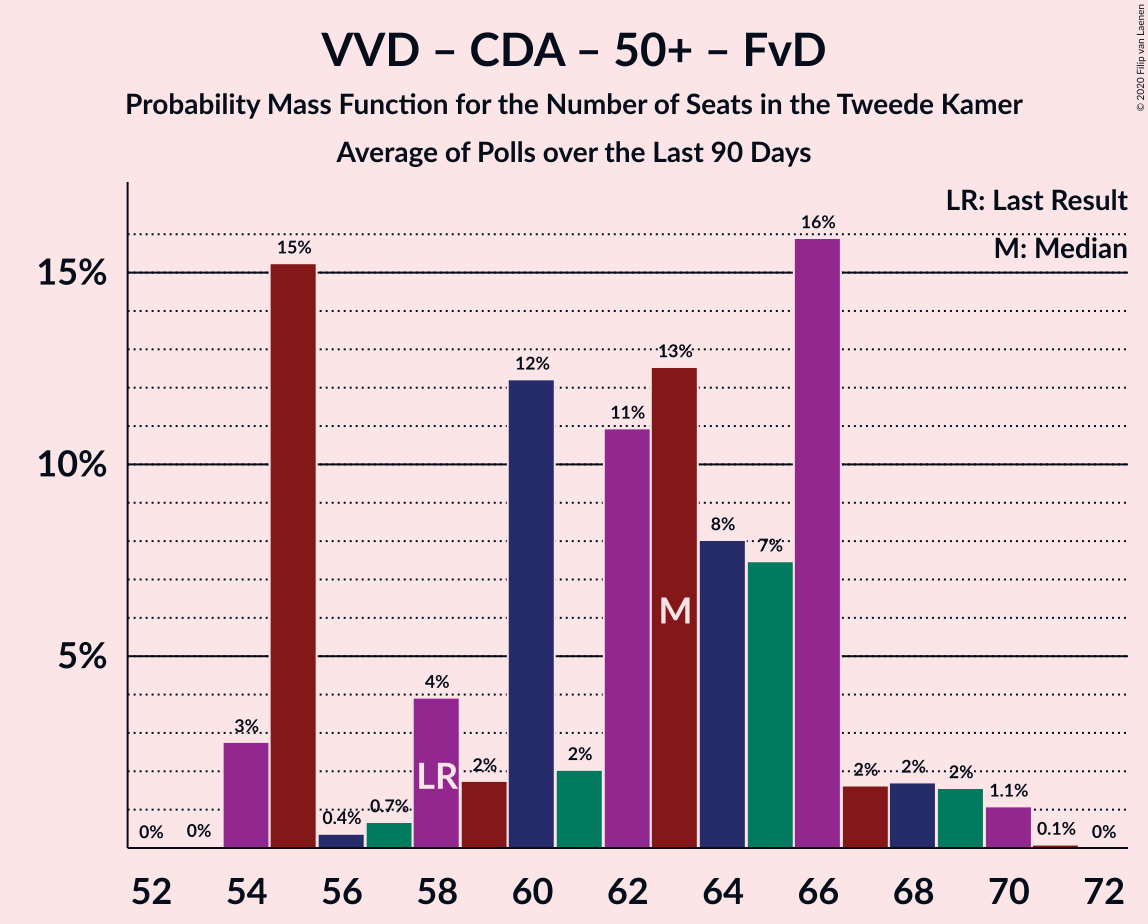 VVD – CDA – 50+ – FvD
Probability Mass Function for the Number of Seats in the Tweede Kamer
Average of Polls over the Last 90 Days
© 2020 Filip van Laenen
LR: Last Result
M: Median
15%
10%
5%
0%
0%
3%
15%
0.4%
0.7%
4%
2%
12%
2%
11%
13%
8%
7%
16%
2%
2%
2%
1.1%
0.1%
0%
LR
M
52 54 56 58 60 62 64 66 68 70 72